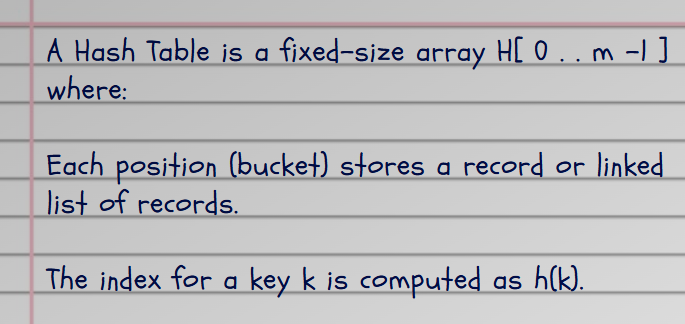 A Hash Table is a fixed-size array H[ 0 . . m -1 ]
where:
Each position (bucket) stores a record or linked
list of records.
The index for a key k is computed as h(k).